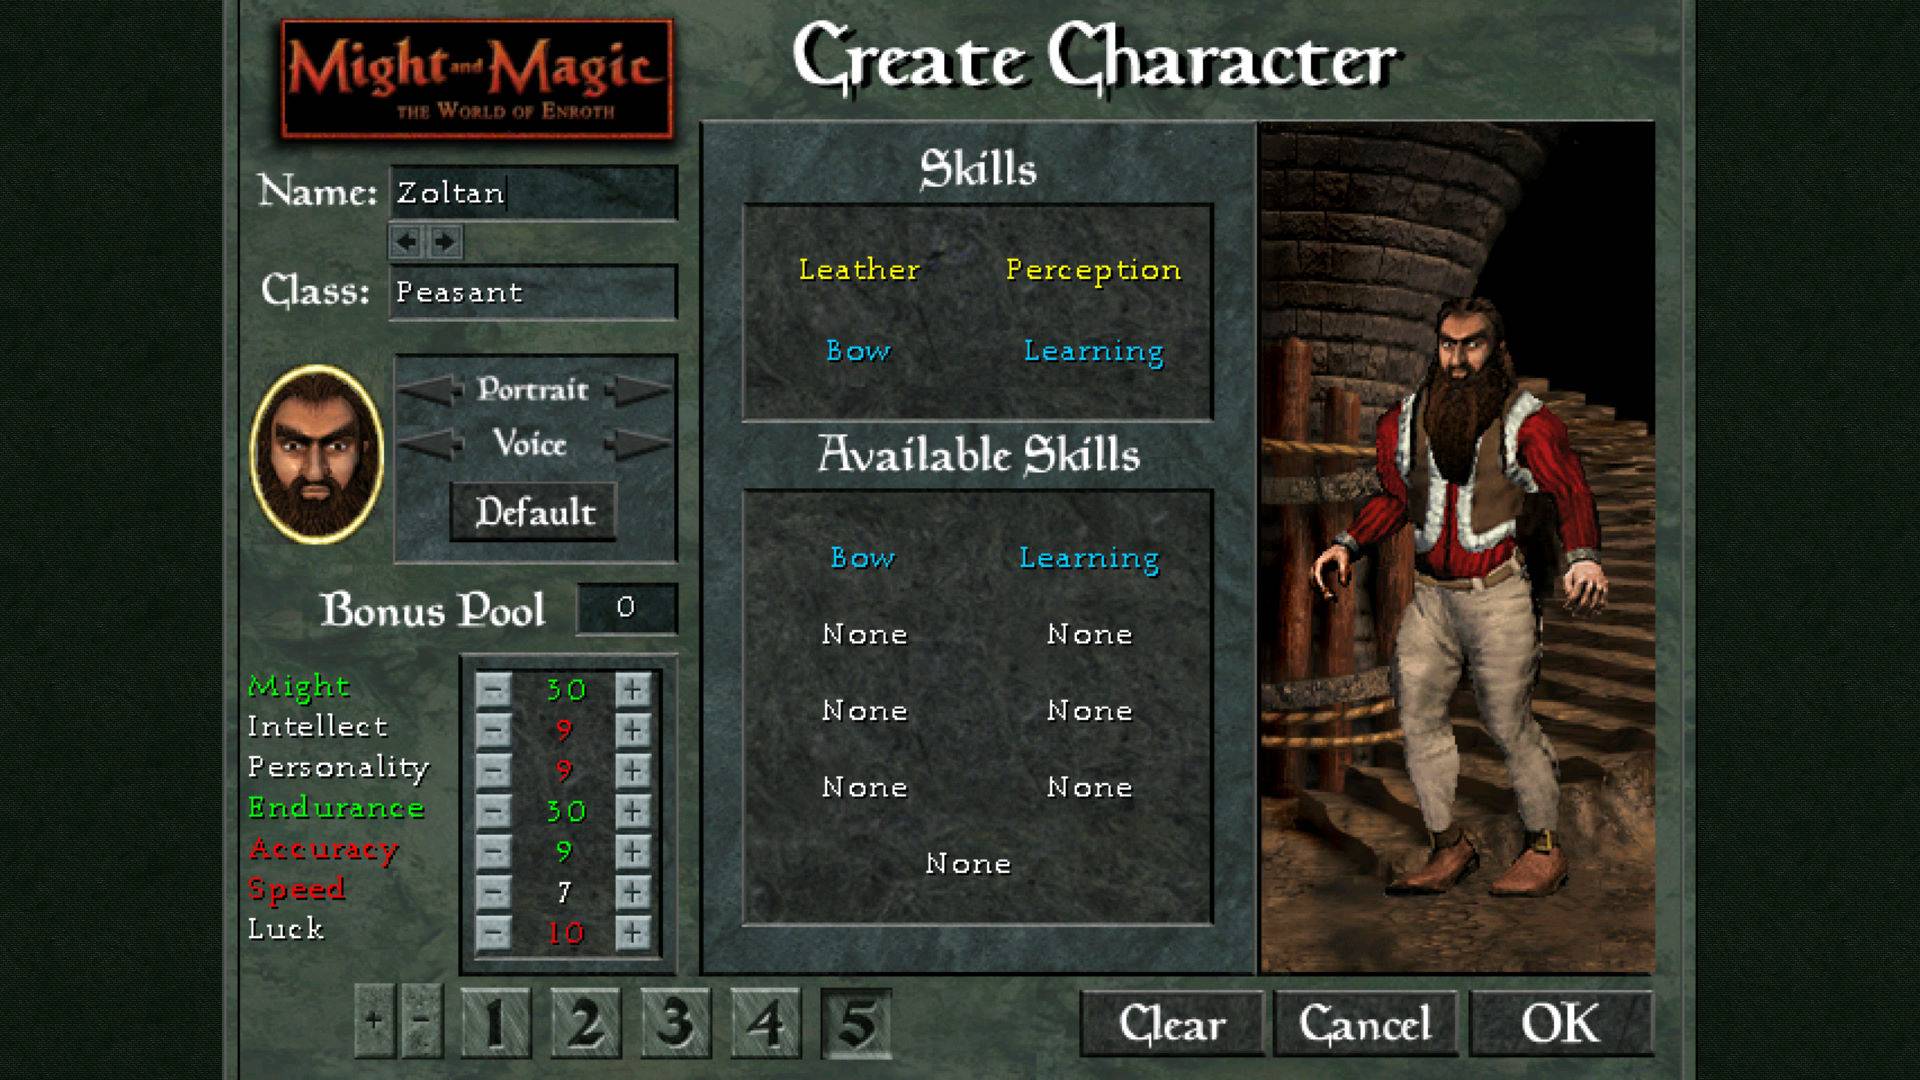 Might and Magic
THE WORLD OF ENROTH
Create Character
Name: Zoltan
Class: Peasant
Portrait
Voice
Default
Bonus Pool 0
Might - 30 +
Intellect - 9 +
Personality - 9 +
Endurance - 30 +
Accuracy - 9 +
Speed - 7 +
Luck - 10 +
Skills
Leather Perception
Bow Learning
Available Skills
Bow Learning
None None
None None
None None
None
+ - 1 2 3 4 5
Clear Cancel OK